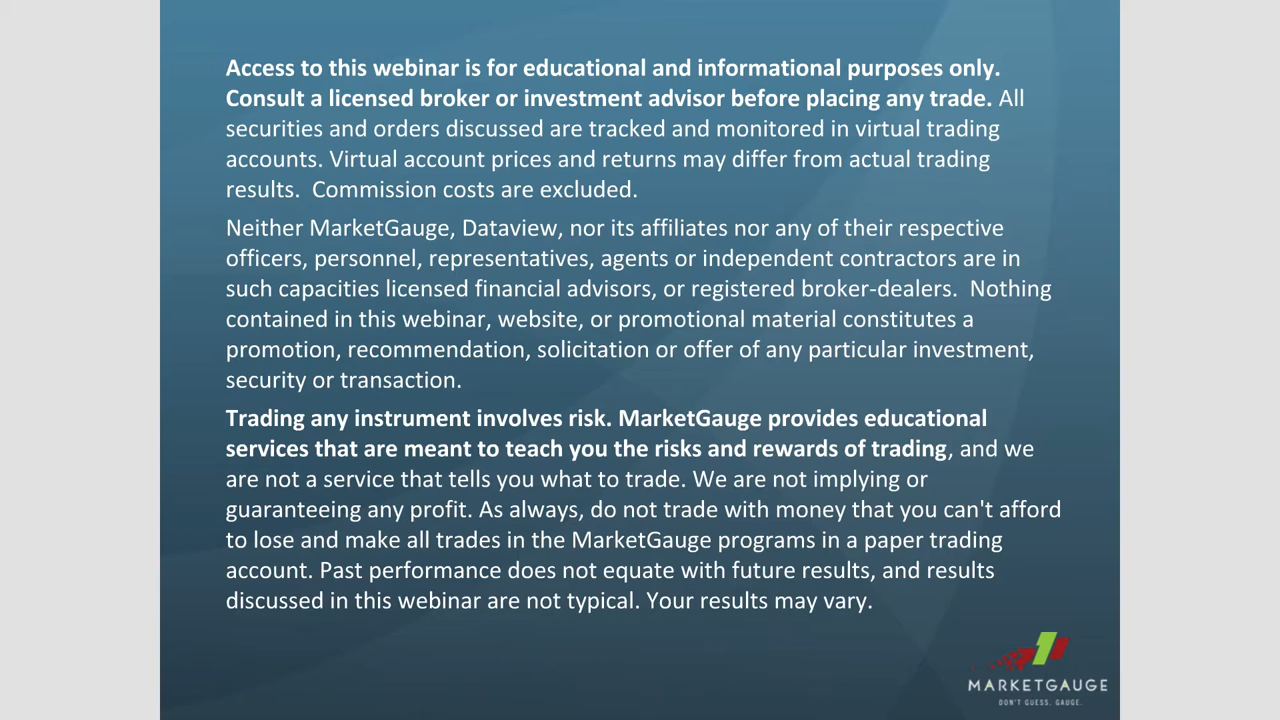 Access to this webinar is for educational and informational purposes only.
Consult a licensed broker or investment advisor before placing any trade. All
securities and orders discussed are tracked and monitored in virtual trading
accounts. Virtual account prices and returns may differ from actual trading
results.  Commission costs are excluded.
Neither MarketGauge, Dataview, nor its affiliates nor any of their respective
officers, personnel, representatives, agents or independent contractors are in
such capacities licensed financial advisors, or registered broker-dealers.  Nothing
contained in this webinar, website, or promotional material constitutes a
promotion, recommendation, solicitation or offer of any particular investment,
security or transaction.
Trading any instrument involves risk. MarketGauge provides educational
services that are meant to teach you the risks and rewards of trading, and we
are not a service that tells you what to trade. We are not implying or
guaranteeing any profit. As always, do not trade with money that you can't afford
to lose and make all trades in the MarketGauge programs in a paper trading
account. Past performance does not equate with future results, and results
discussed in this webinar are not typical. Your results may vary.
MARKETGAUGE
DON'T GUESS. GAUGE.